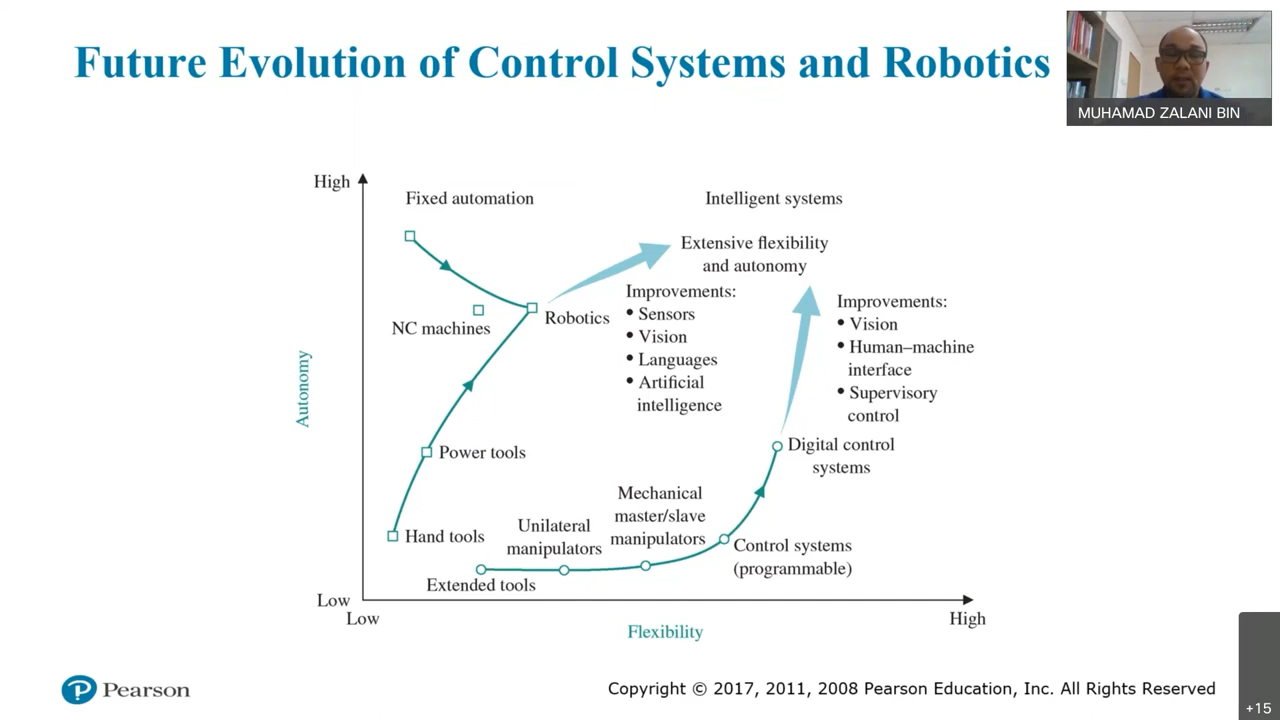 Future Evolution of Control Systems and Robotics
MUHAMAD ZALANI BIN
High
Fixed automation
Intelligent systems
Extensive flexibility
and autonomy
Improvements:
• Sensors
• Vision
• Languages
• Artificial
intelligence
Improvements:
• Vision
• Human–machine
interface
• Supervisory
control
NC machines
Robotics
Autonomy
Power tools
Digital control
systems
Mechanical
master/slave
manipulators
Unilateral
manipulators
Hand tools
Control systems
(programmable)
Extended tools
Low
Low
High
Flexibility
Pearson
Copyright © 2017, 2011, 2008 Pearson Education, Inc. All Rights Reserved
+15